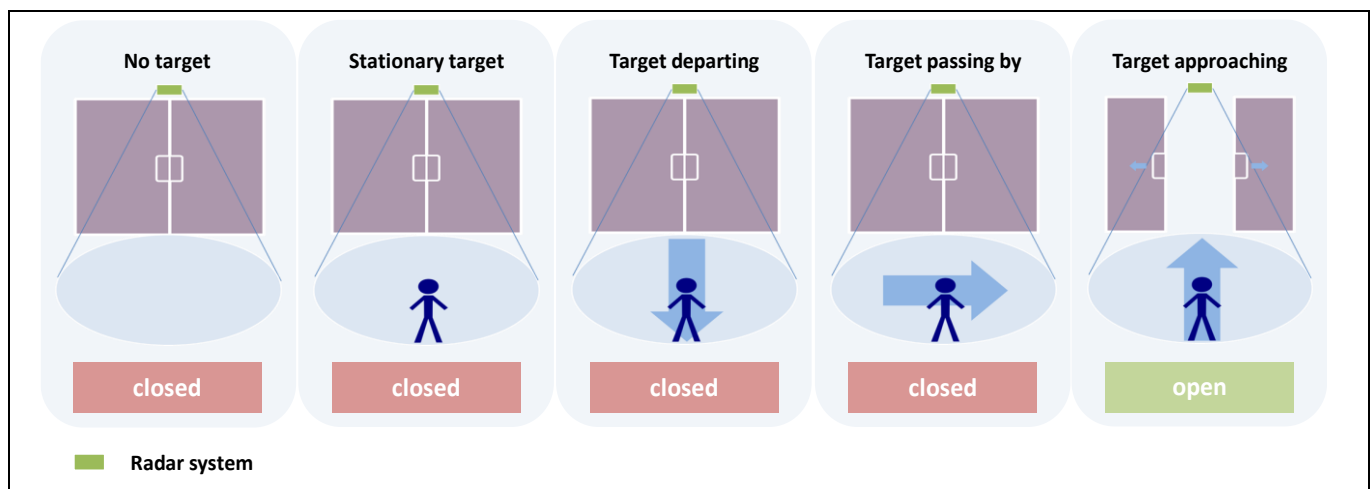 No target
Stationary target
Target departing
Target passing by
Target approaching
closed
closed
closed
closed
open
Radar system